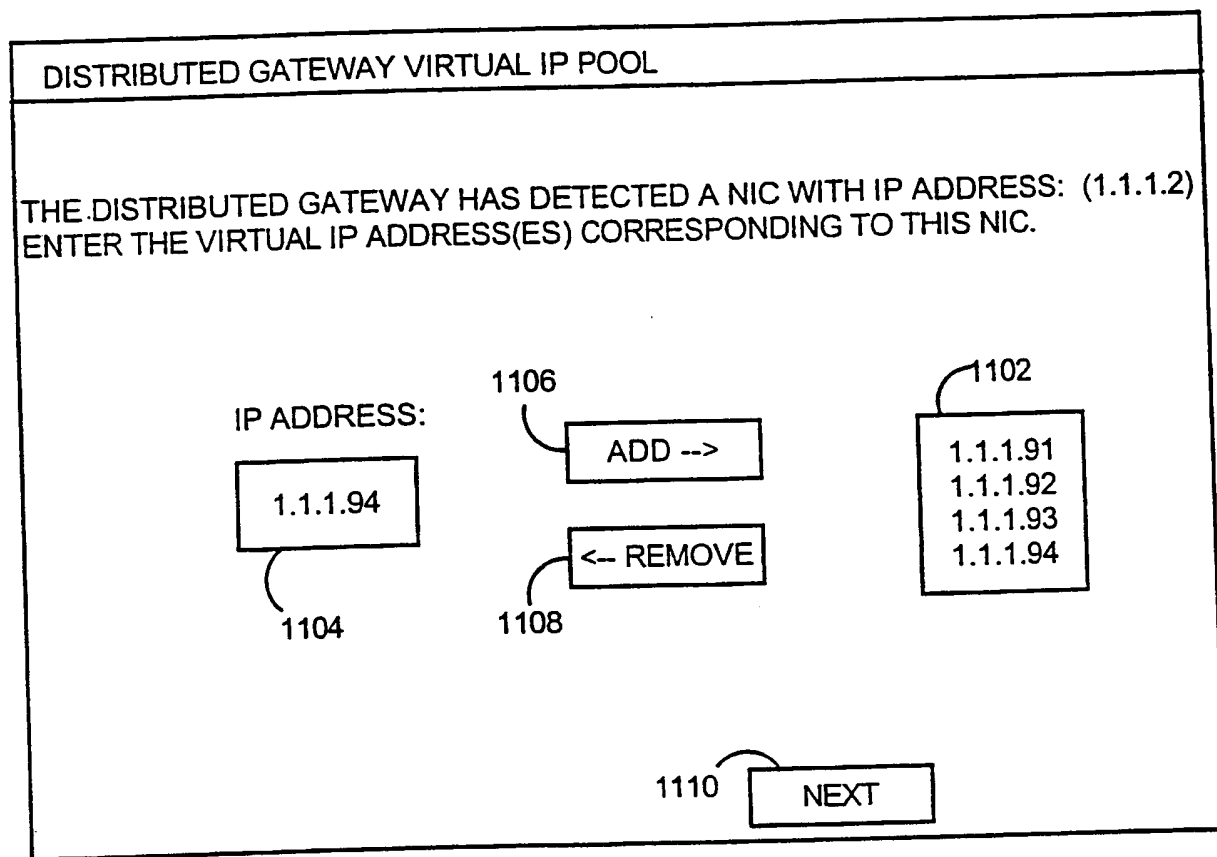 DISTRIBUTED GATEWAY VIRTUAL IP POOL
THE DISTRIBUTED GATEWAY HAS DETECTED A NIC WITH IP ADDRESS: (1.1.1.2)
ENTER THE VIRTUAL IP ADDRESS(ES) CORRESPONDING TO THIS NIC.
1106
1102
IP ADDRESS:
ADD -->
1.1.1.94
1.1.1.91
1.1.1.92
1.1.1.93
1.1.1.94
<-- REMOVE
1104
1108
1110
NEXT